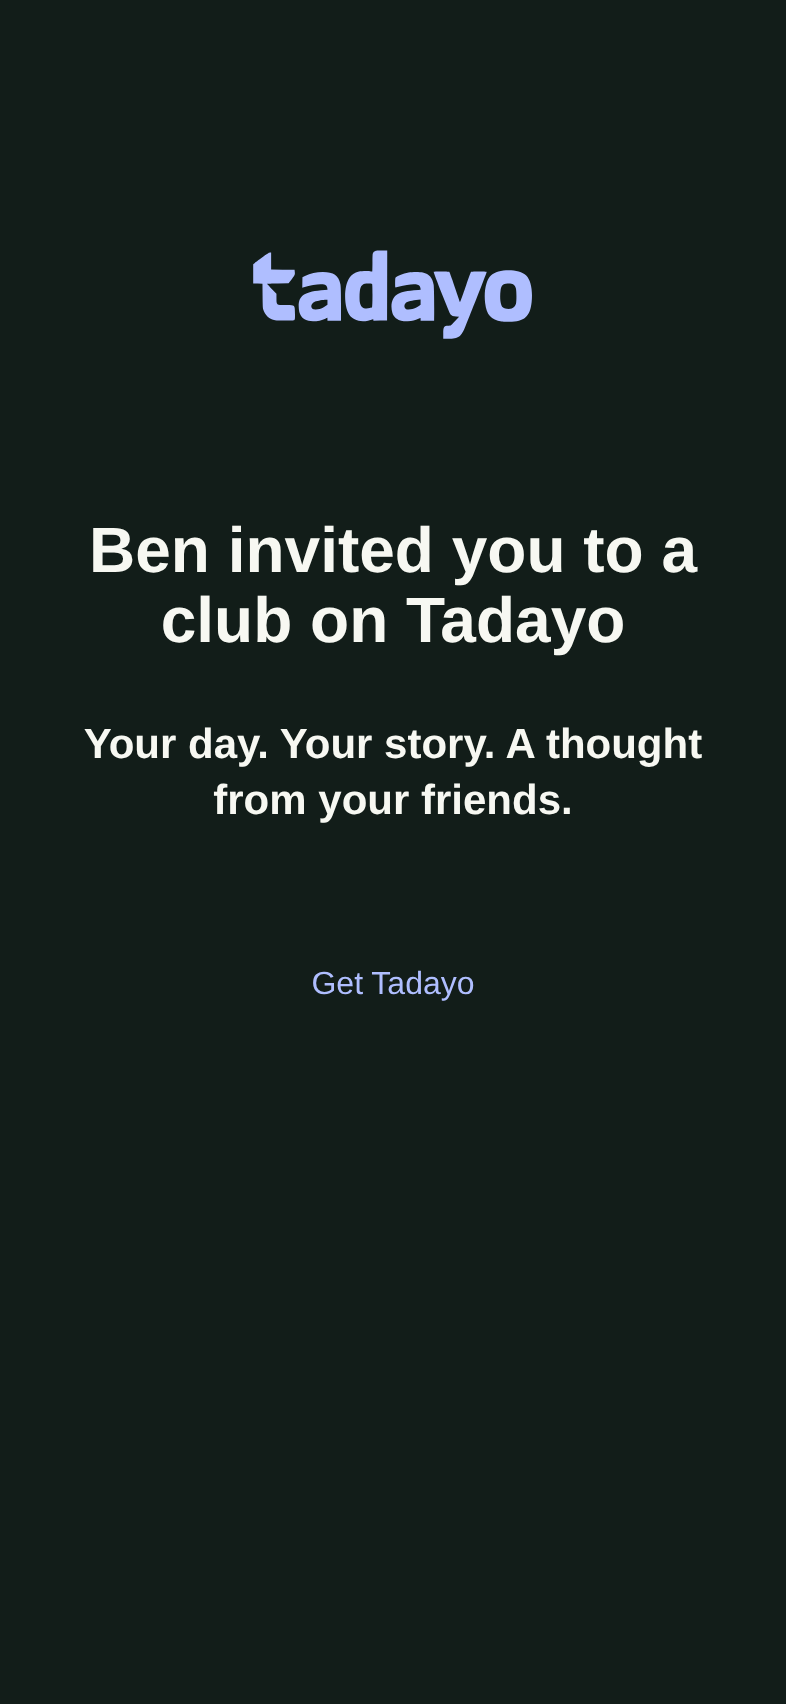 tadayo
Ben invited you to a
club on Tadayo
Your day. Your story. A thought
from your friends.
Get Tadayo